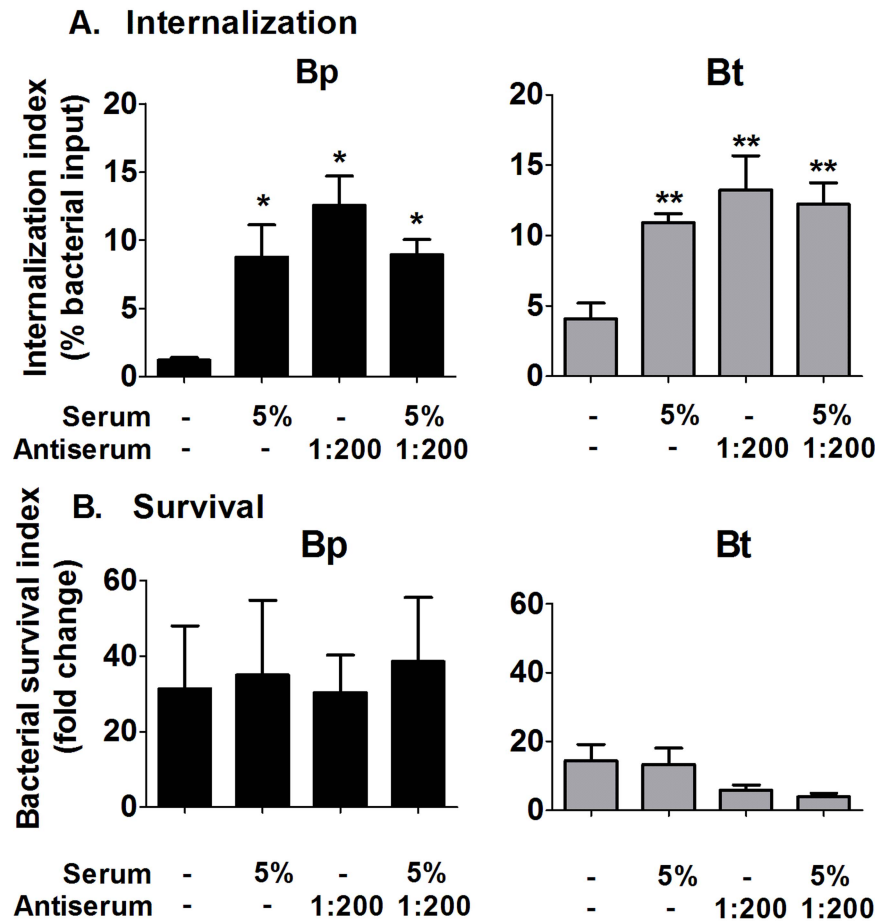 A. Internalization
Bp
Bt
Internalization index
(% bacterial input)
20
15
10
5
0
* * *
20
15
10
5
0
** ** **
Serum - 5% - 5%
Antiserum - - 1:200 1:200
- 5% - 5%
- - 1:200 1:200
B. Survival
Bp
Bt
Bacterial survival index
(fold change)
60
40
20
0
60
40
20
0
Serum - 5% - 5%
Antiserum - - 1:200 1:200
- 5% - 5%
- - 1:200 1:200